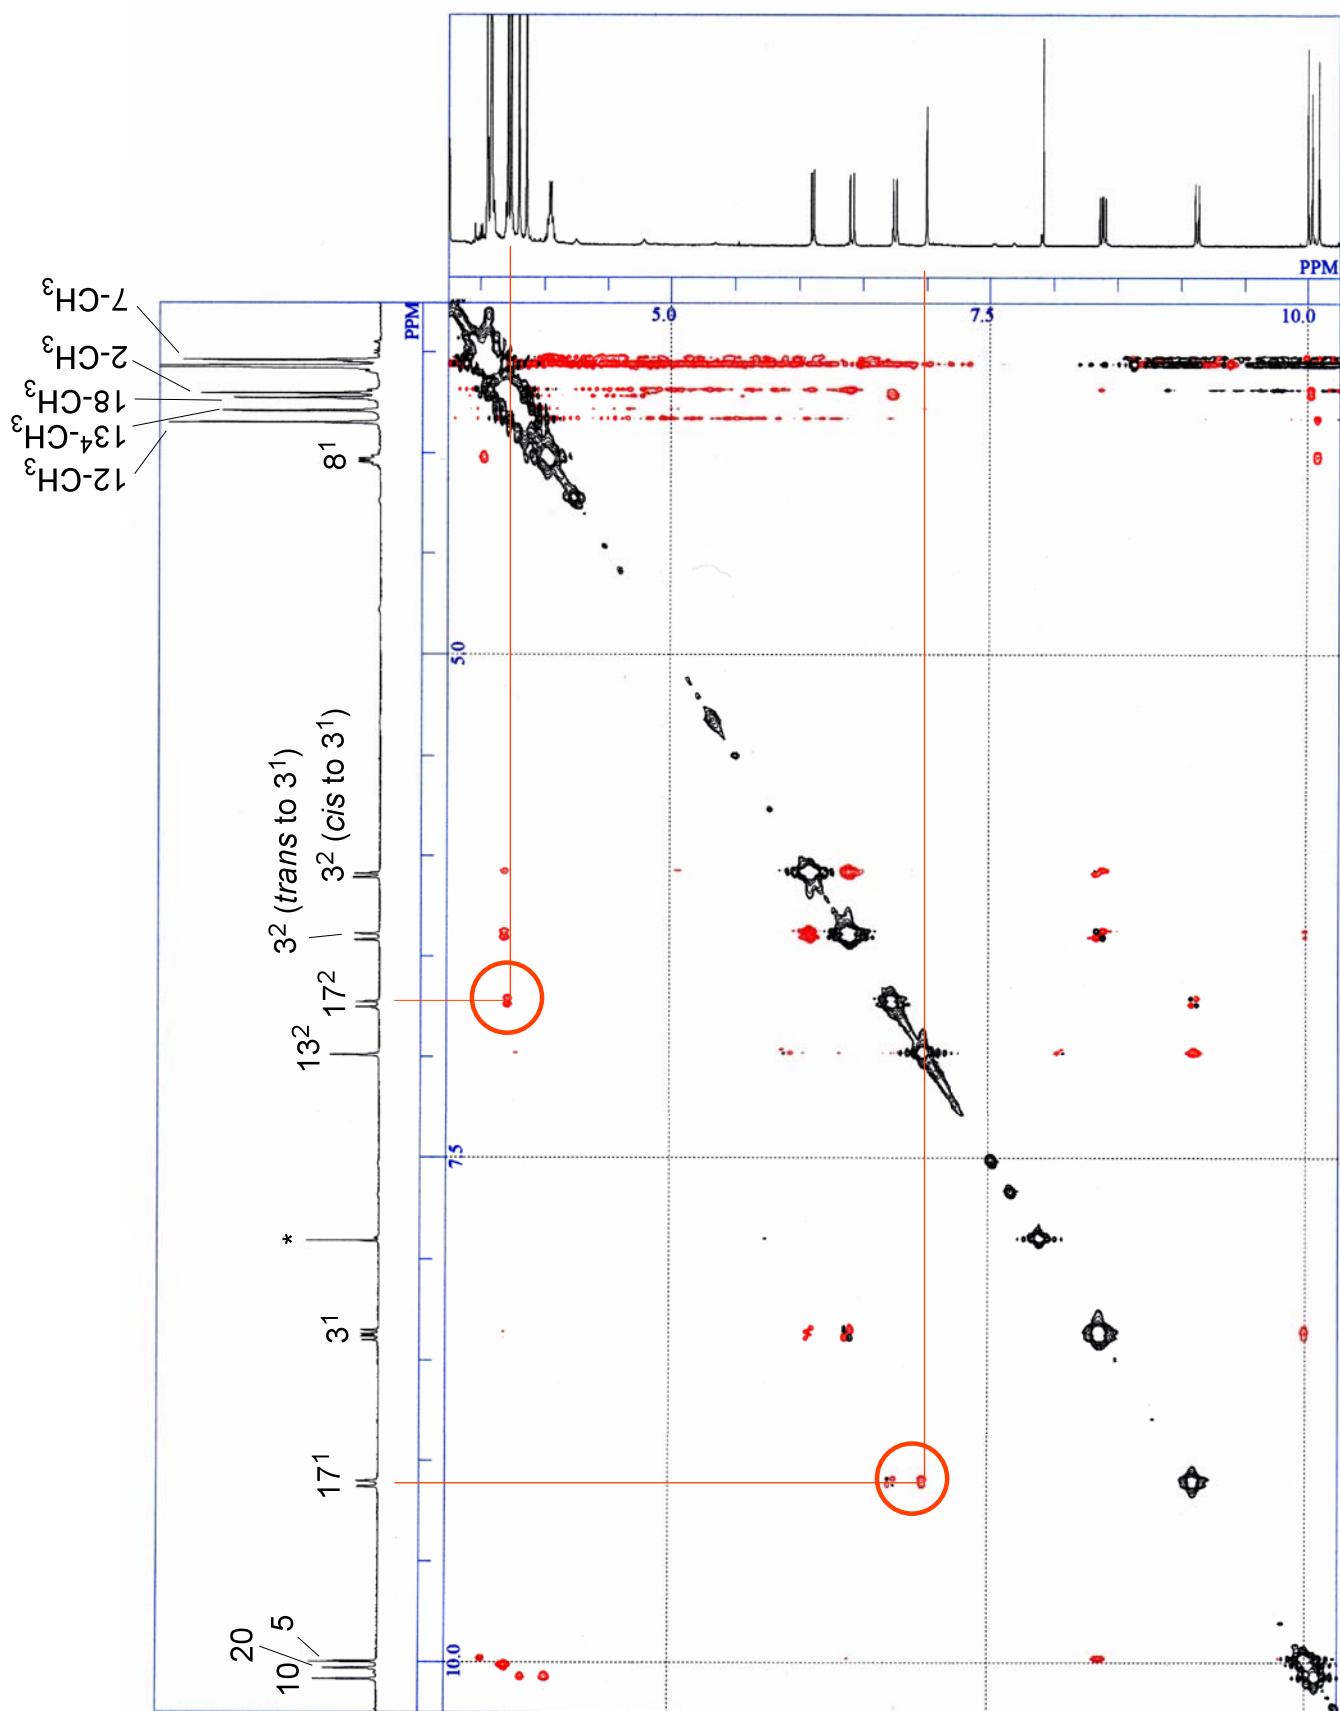 PPM
5.0
7.5
10.0
PPM
7-CH3
2-CH3
18-CH3
13⁴-CH3
12-CH3
8¹
5.0
3² (trans to 3¹)
3² (cis to 3¹)
17²
13²
7.5
*
3¹
17¹
5
20
10
10.0